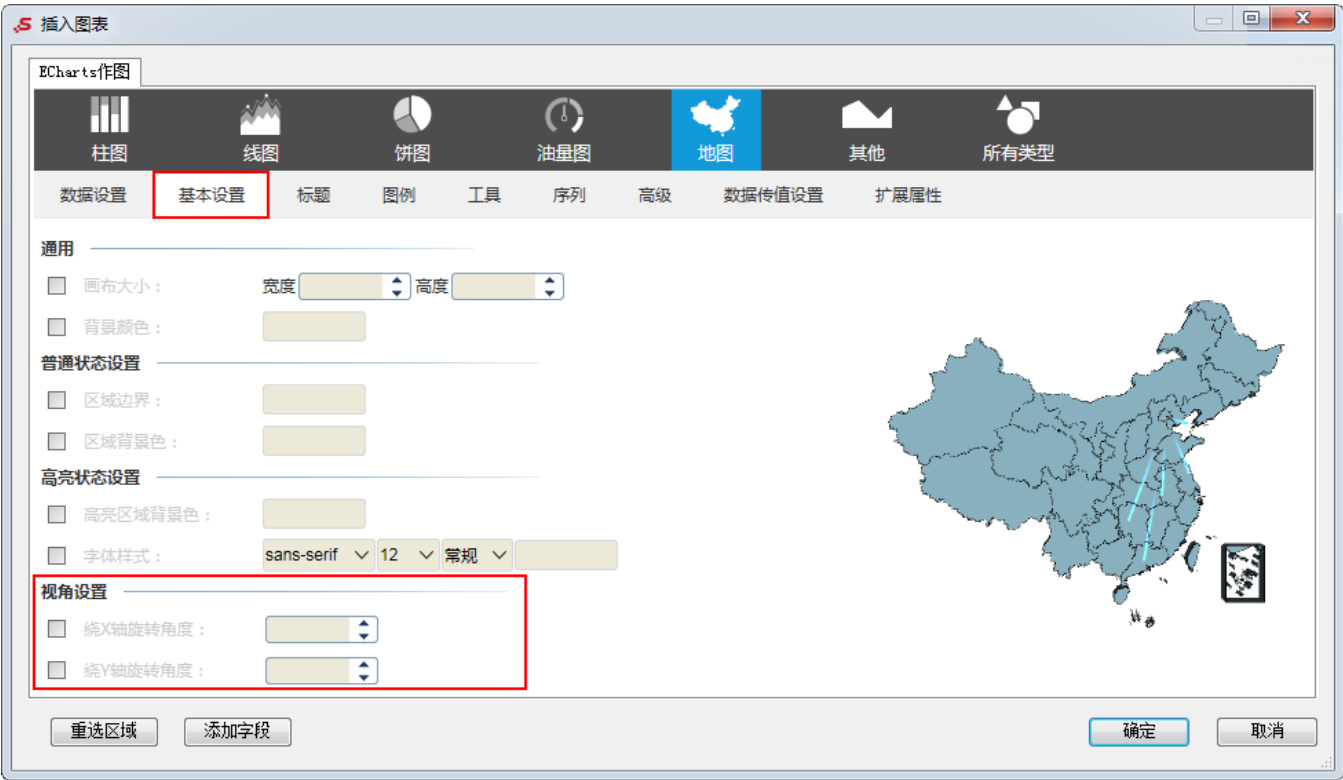 插入图表
ECharts作图
柱图 线图 饼图 油量图 地图 其他 所有类型
数据设置 基本设置 标题 图例 工具 序列 高级 数据传值设置 扩展属性
通用
画布大小： 宽度 高度
背景颜色：
普通状态设置
区域边界：
区域背景色：
高亮状态设置
高亮区域背景色：
字体样式： sans-serif 12 常规
视角设置
绕X轴旋转角度：
绕Y轴旋转角度：
重选区域 添加字段 确定 取消